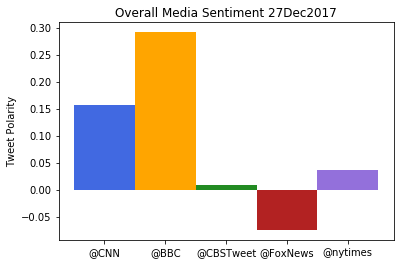 Overall Media Sentiment 27Dec2017
Tweet Polarity
0.30
0.25
0.20
0.15
0.10
0.05
0.00
−0.05
@CNN @BBC @CBSTweet @FoxNews @nytimes